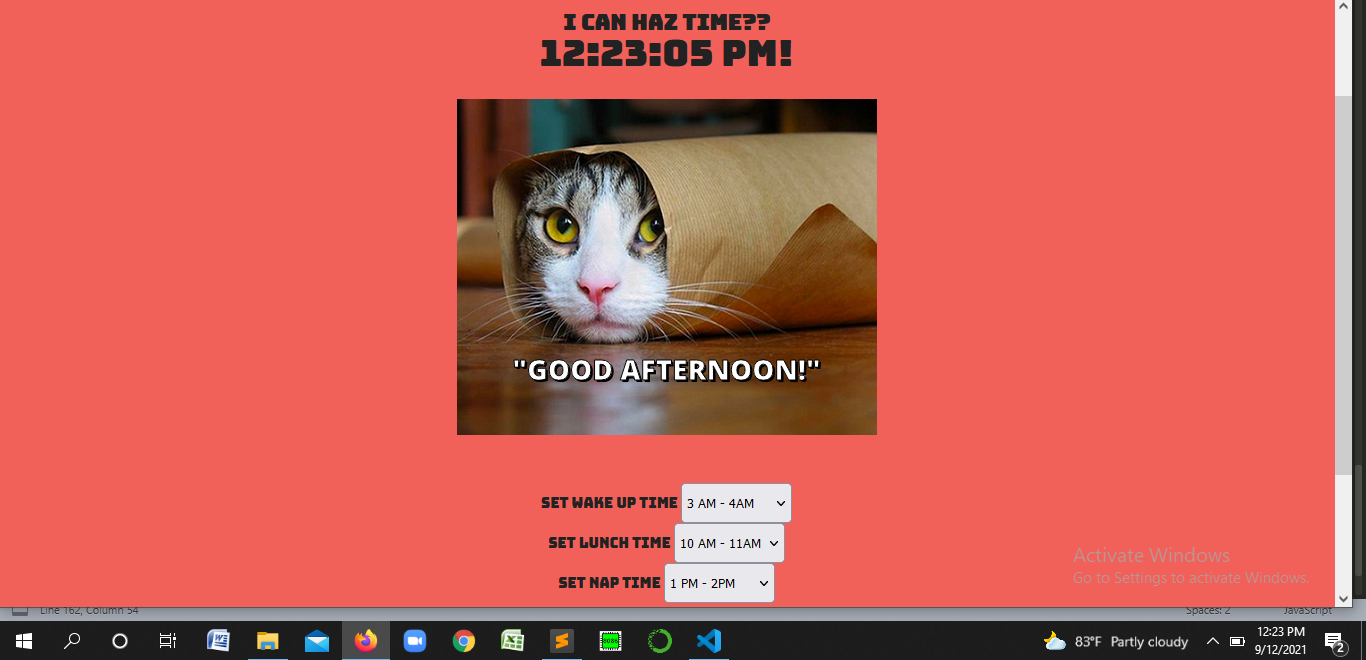 I CAN HAZ TIME??
12:23:05 PM!
"GOOD AFTERNOON!"
SET WAKE UP TIME 3 AM - 4AM
SET LUNCH TIME 10 AM - 11AM
SET NAP TIME 1 PM - 2PM
Activate Windows
Go to Settings to activate Windows.
Line 162, Column 54 Spaces: 2 JavaScript
83°F Partly cloudy 12:23 PM
9/12/2021 2